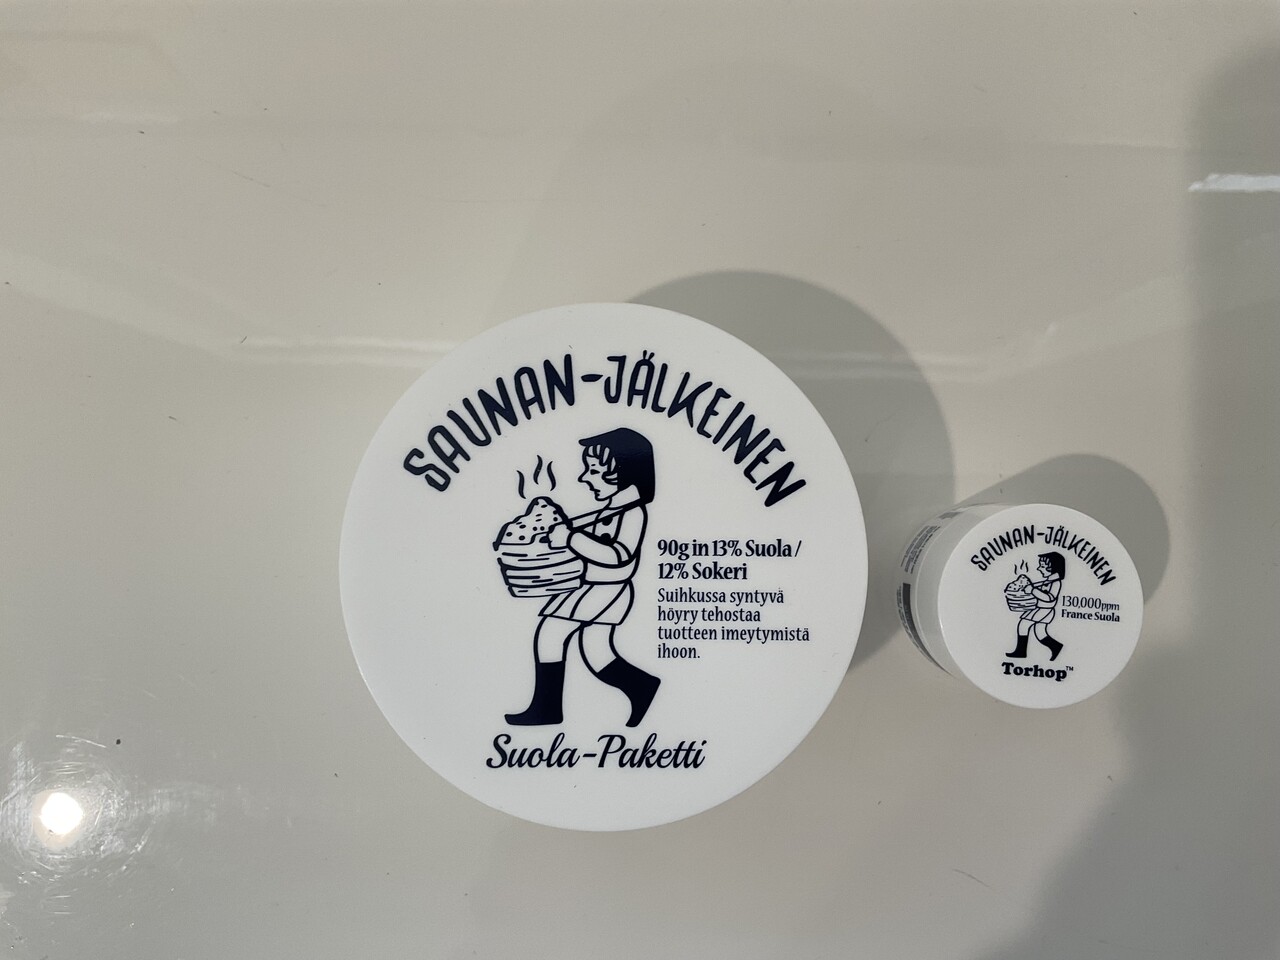 SAUNAN-JÄLKEINEN
90g in 13% Suola /
12% Sokeri
Suihkussa syntyvä
höyry tehostaa
tuotteen imeytymistä
ihoon.
Suola-Paketti
SAUNAN-JÄLKEINEN
130,000ppm
France Suola
Torhop™